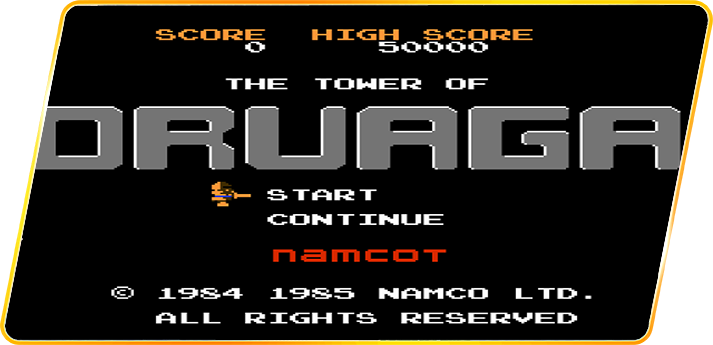 SCORE HIGH SCORE
0 50000
THE TOWER OF
DRUAGA
START
CONTINUE
namcot
© 1984 1985 NAMCO LTD.
ALL RIGHTS RESERVED